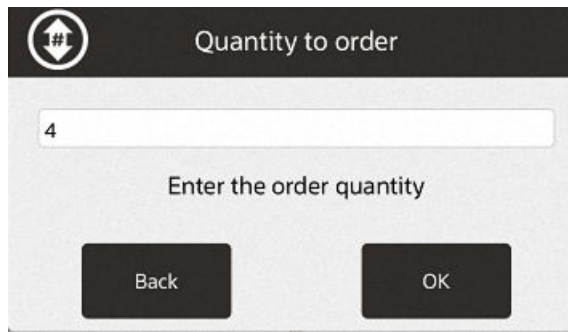 #
Quantity to order
4
Enter the order quantity
Back
OK